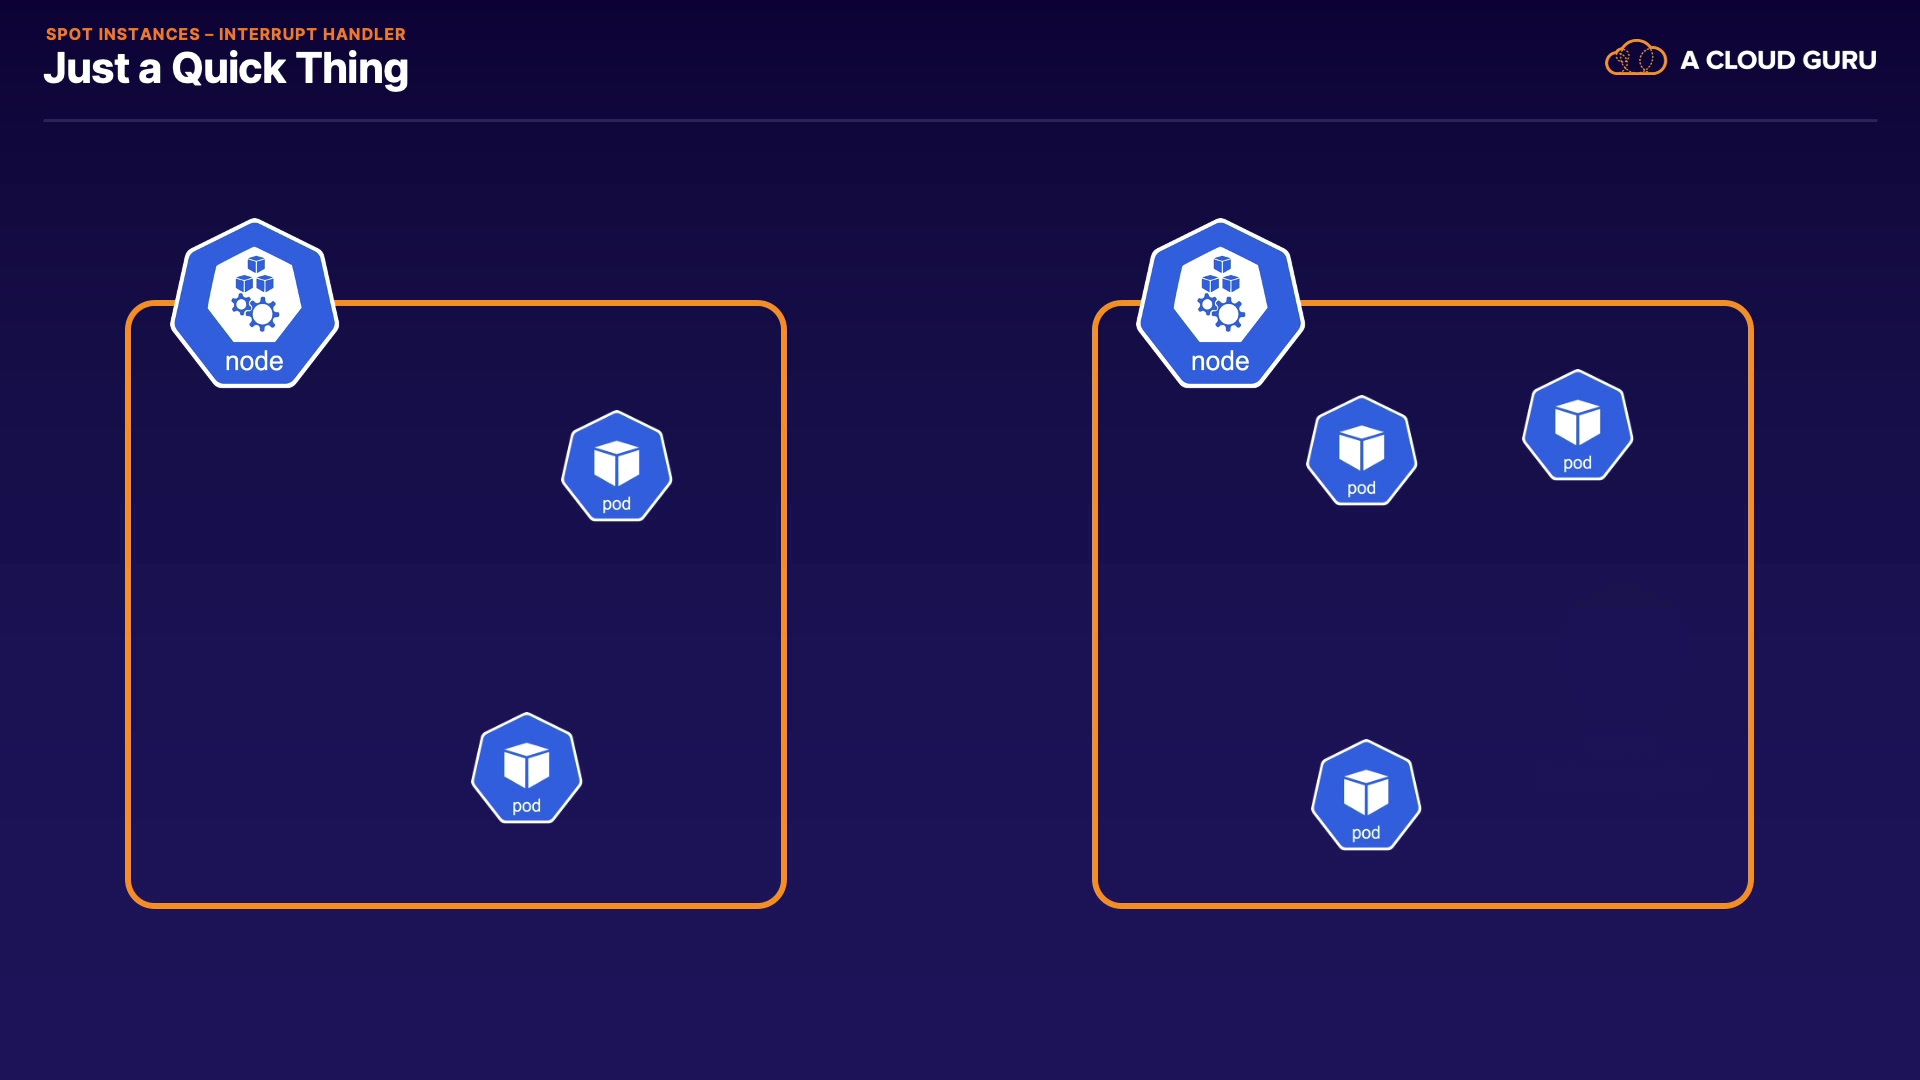 SPOT INSTANCES – INTERRUPT HANDLER
Just a Quick Thing
A CLOUD GURU
node
pod
pod
node
pod
pod
pod